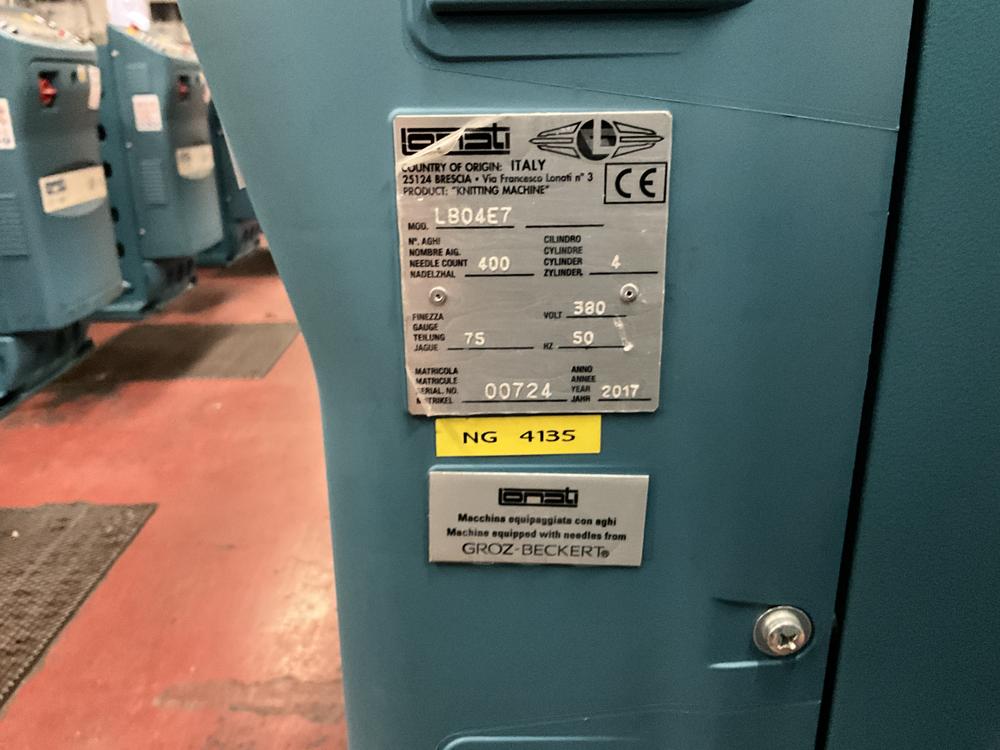 Lonati
COUNTRY OF ORIGIN: ITALY
25124 BRESCIA • Via Francesco Lonati n° 3
PRODUCT: "KNITTING MACHINE"
CE
MOD. LB04E7
N°. AGHI
NOMBRE AIG.
NEEDLE COUNT 400
NADELZHAL
CILINDRO
CYLINDRE
CYLINDER 4
ZYLINDER.
FINEZZA
GAUGE
TEILUNG 75
JAUGE
VOLT 380
HZ 50
MATRICOLA
MATRICULE
SERIAL. NO. 00724
MATRIKEL
ANNO
ANNEE
YEAR 2017
JAHR
NG 4135
Lonati
Macchina equipaggiata con aghi
Machine equipped with needles from
GROZ-BECKERT®